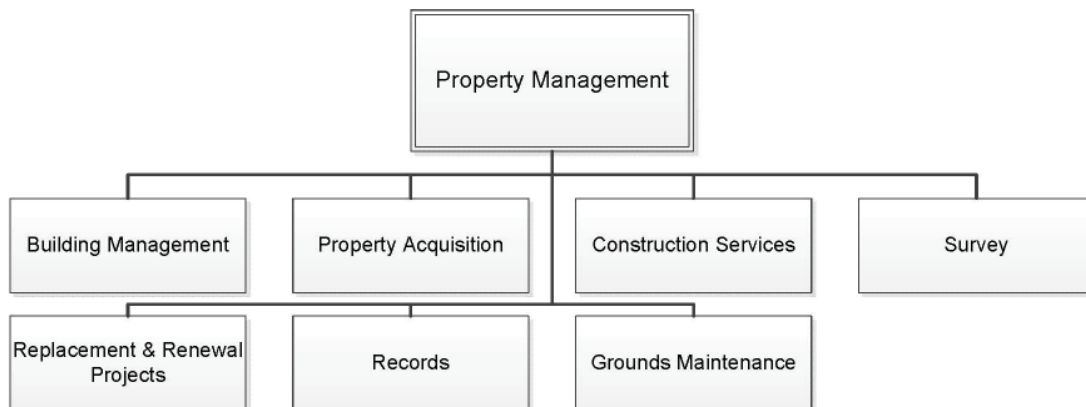 Property Management
Building Management
Property Acquisition
Construction Services
Survey
Replacement & Renewal
Projects
Records
Grounds Maintenance